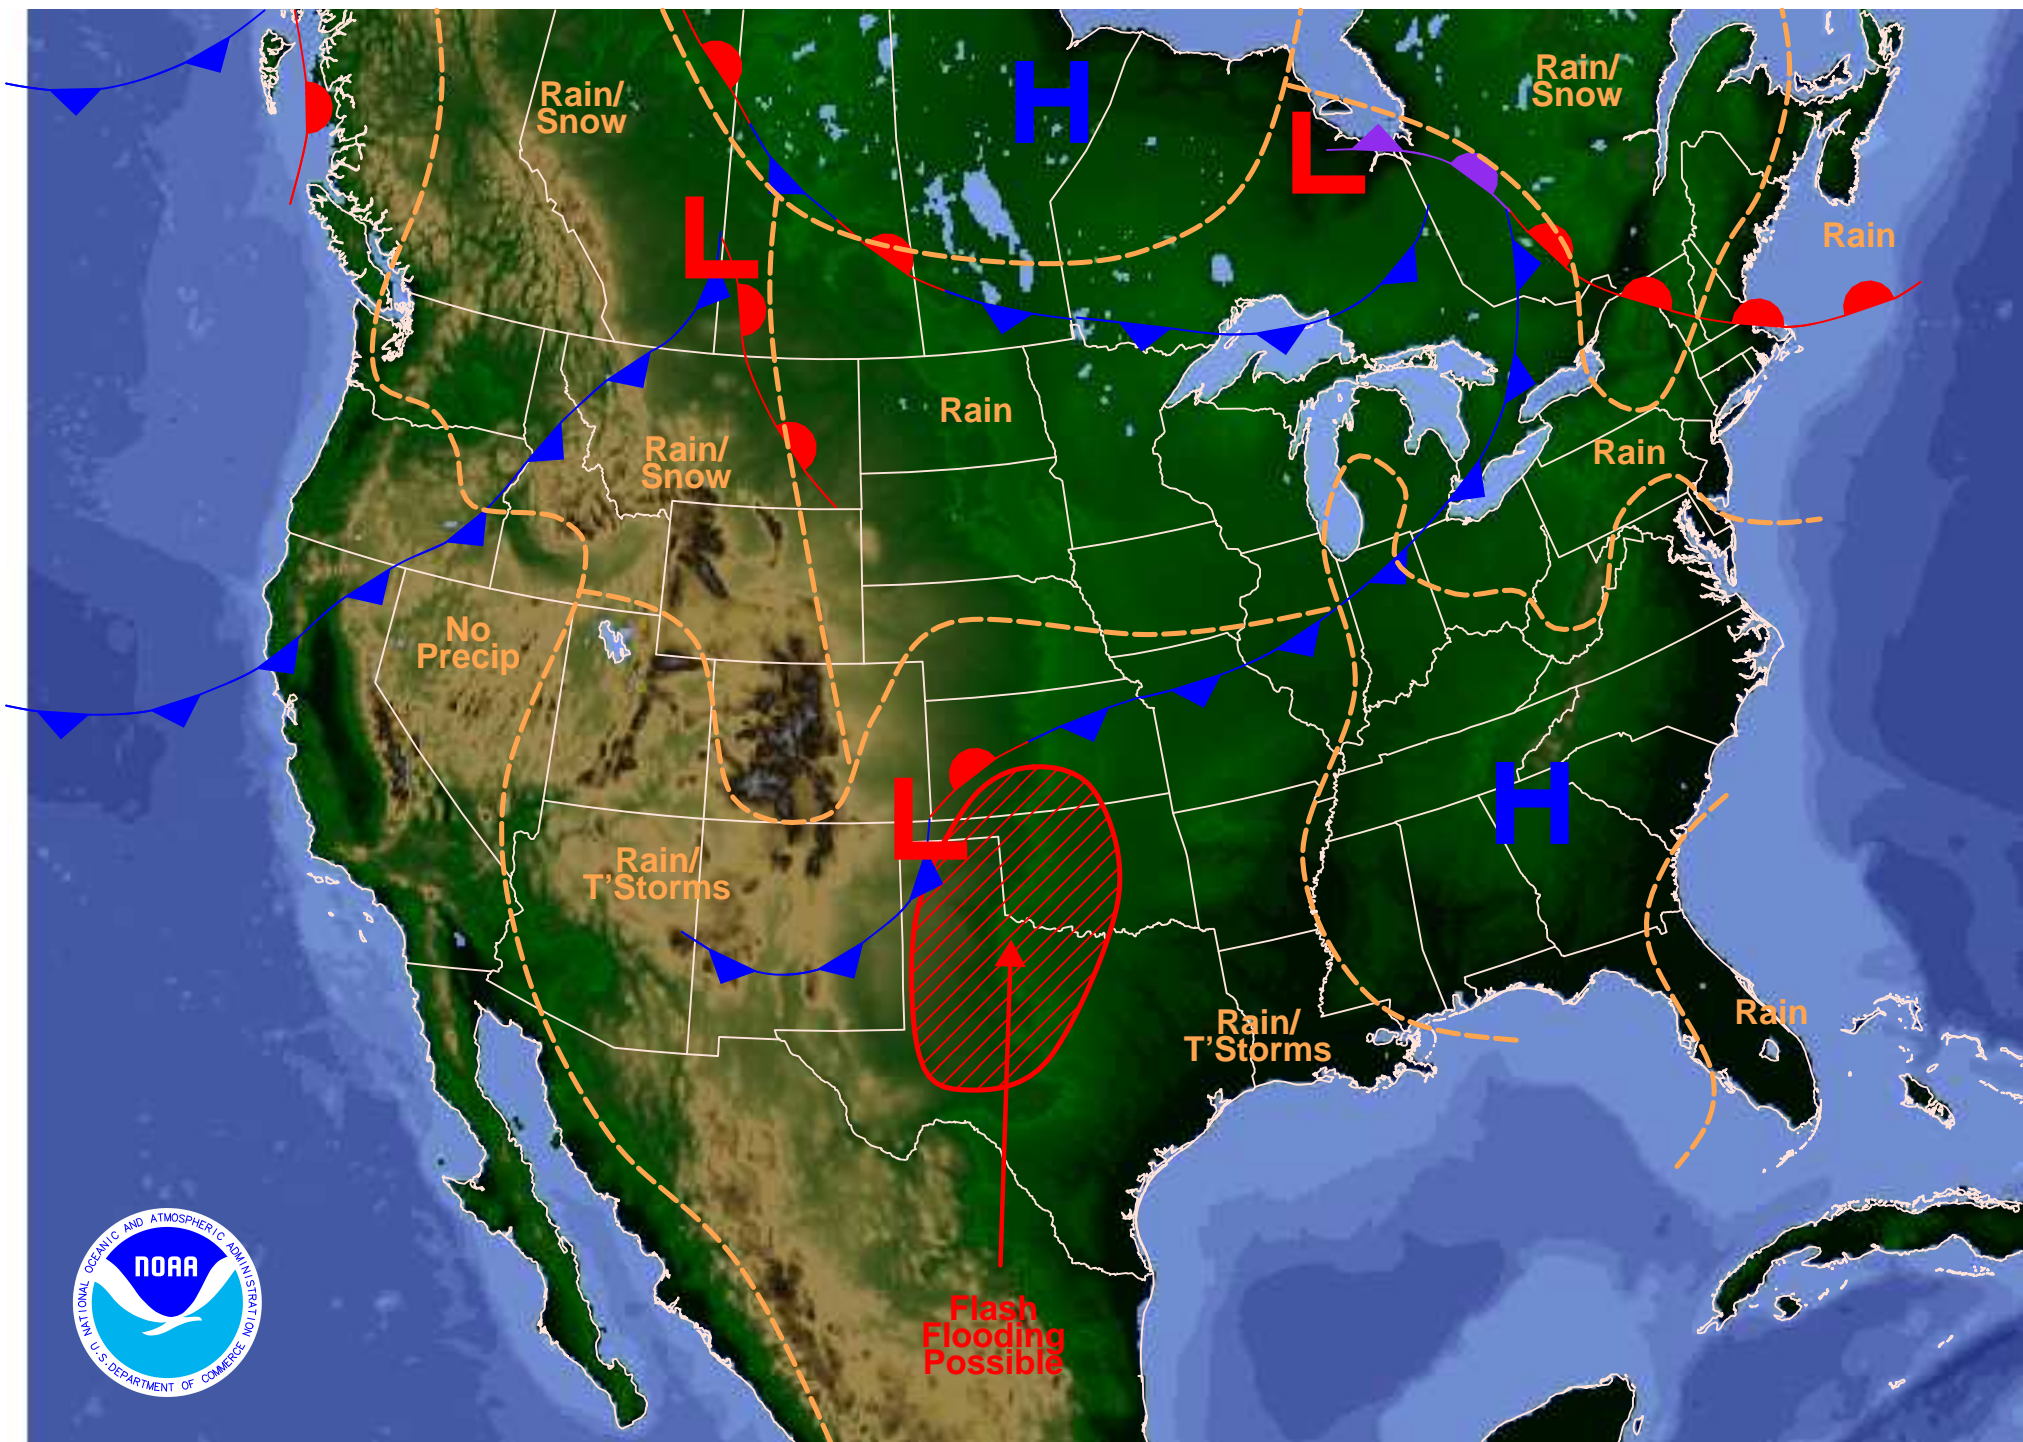 Rain/
Snow
H
Rain/
Snow
L
L
Rain
Rain
Rain/
Snow
Rain
No
Precip
H
L
Rain/
T'Storms
Rain/
T'Storms
Rain
Flash
Flooding
Possible
NATIONAL OCEANIC AND ATMOSPHERIC ADMINISTRATION
NOAA
U.S. DEPARTMENT OF COMMERCE